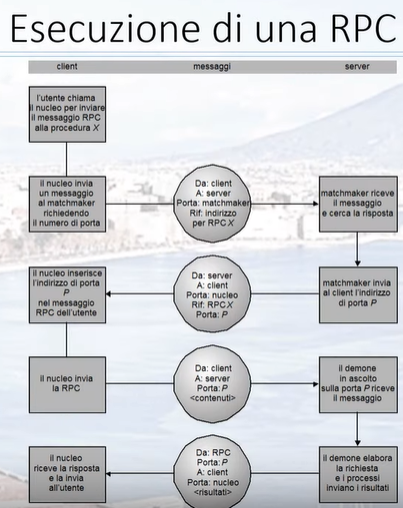 Esecuzione di una RPC
client
messaggi
server
l'utente chiama
il nucleo per inviare
il messaggio RPC
alla procedura X
il nucleo invia
un messaggio
al matchmaker
richiedendo
il numero di porta
Da: client
A: server
Porta: matchmaker
Rif: indirizzo
per RPC X
matchmaker riceve
il messaggio
e cerca la risposta
il nucleo inserisce
l'indirizzo di porta
P
nel messaggio
RPC dell'utente
Da: server
A: client
Porta: nucleo
Rif: RPC X
Porta: P
matchmaker invia
al client l'indirizzo
di porta P
il nucleo invia
la RPC
Da: client
A: server
Porta: P
<contenuti>
il demone
in ascolto
sulla porta P riceve
il messaggio
il nucleo
riceve la risposta
e la invia
all'utente
Da: RPC
Porta: P
A: client
Porta: nucleo
<risultati>
il demone elabora
la richiesta
e i processi
inviano i risultati